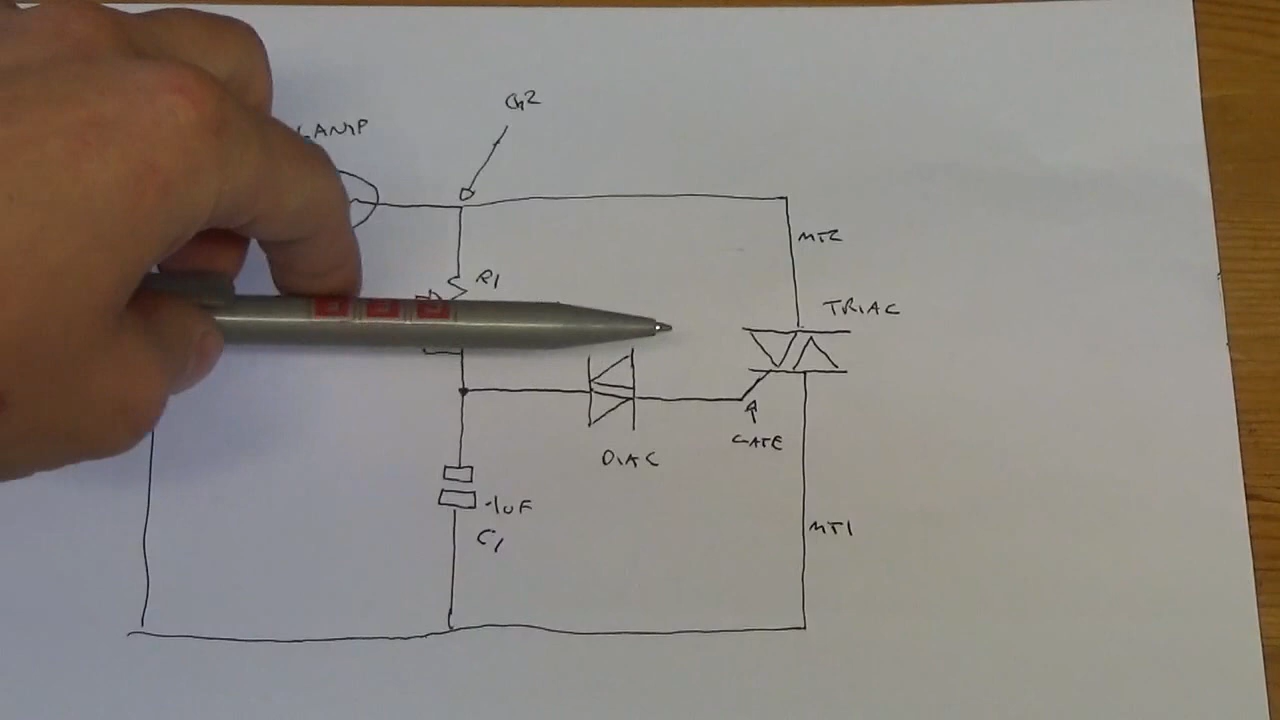 Ch2
LAMP
MT2
R1
TRIAC
GATE
DIAC
.1uF
MT1
C1